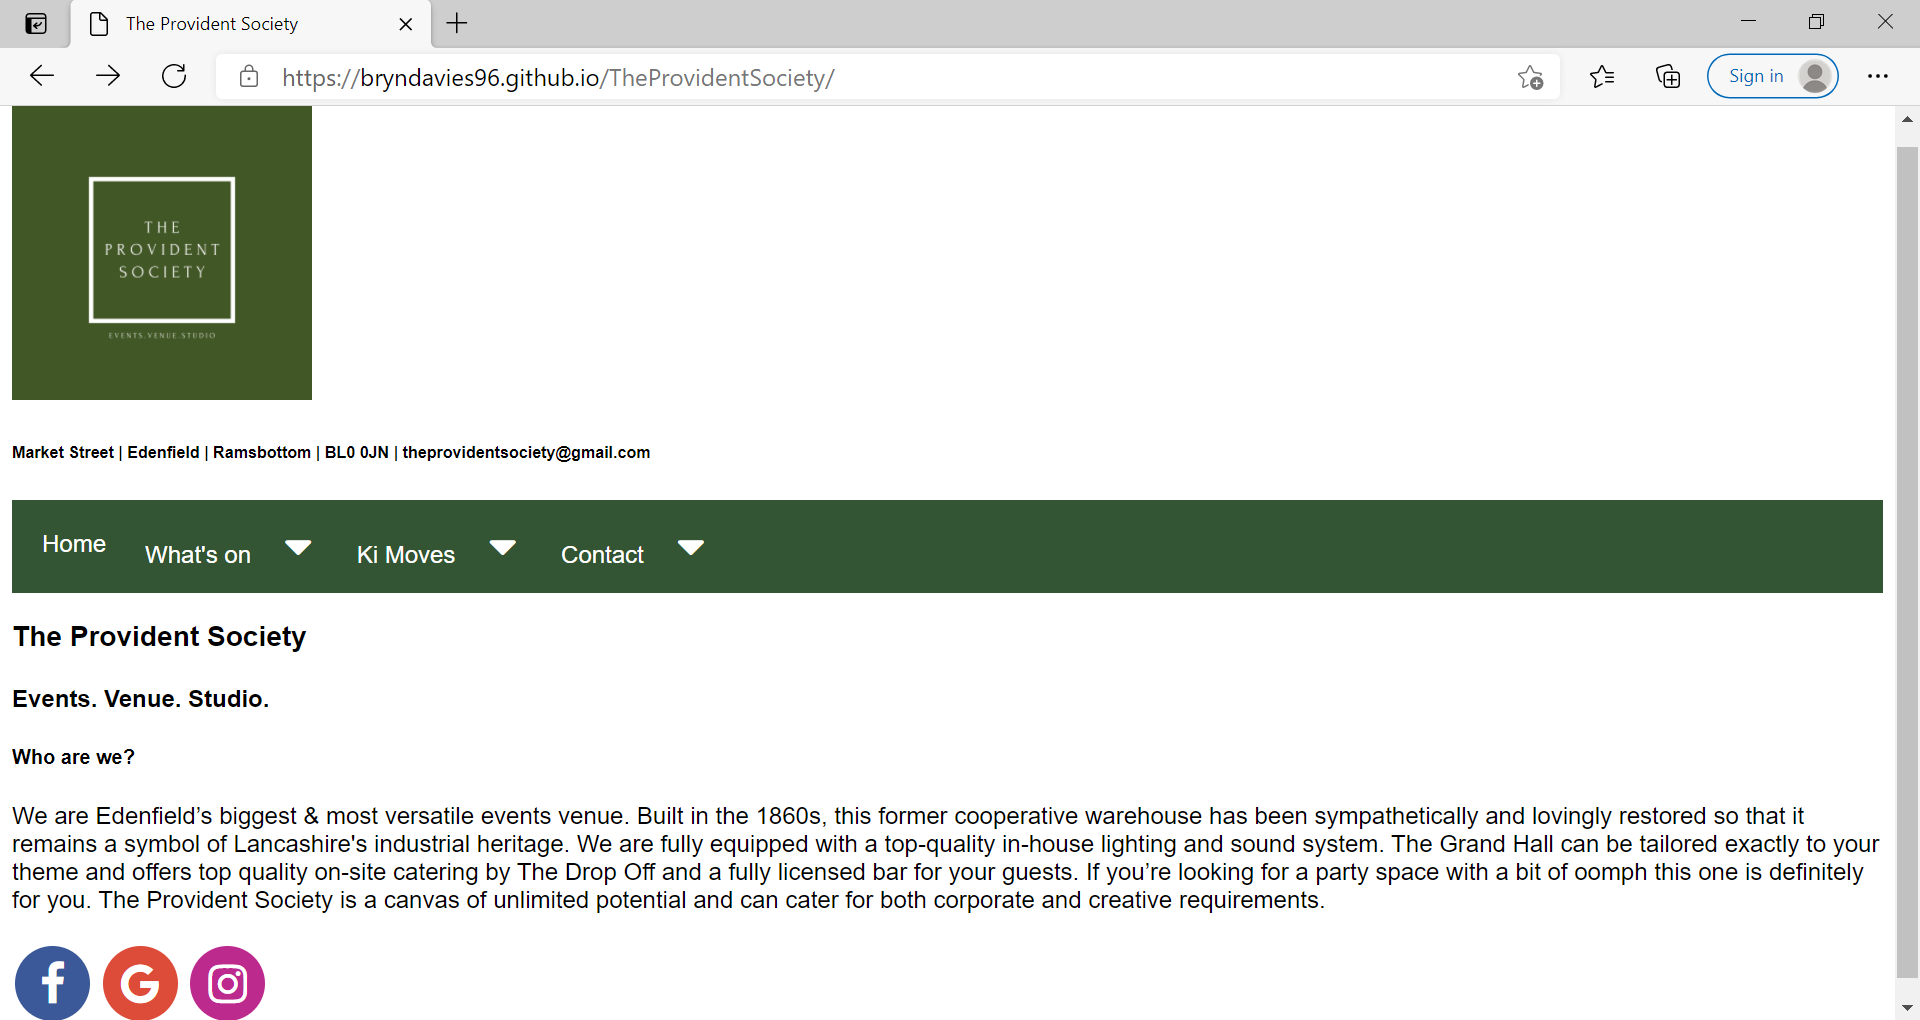 The Provident Society
https://bryndavies96.github.io/TheProvidentSociety/
Sign in
THE
PROVIDENT
SOCIETY
EVENTS.VENUE.STUDIO
Market Street | Edenfield | Ramsbottom | BL0 0JN | theprovidentsociety@gmail.com
Home What's on Ki Moves Contact
The Provident Society
Events. Venue. Studio.
Who are we?
We are Edenfield’s biggest & most versatile events venue. Built in the 1860s, this former cooperative warehouse has been sympathetically and lovingly restored so that it
remains a symbol of Lancashire's industrial heritage. We are fully equipped with a top-quality in-house lighting and sound system. The Grand Hall can be tailored exactly to your
theme and offers top quality on-site catering by The Drop Off and a fully licensed bar for your guests. If you’re looking for a party space with a bit of oomph this one is definitely
for you. The Provident Society is a canvas of unlimited potential and can cater for both corporate and creative requirements.